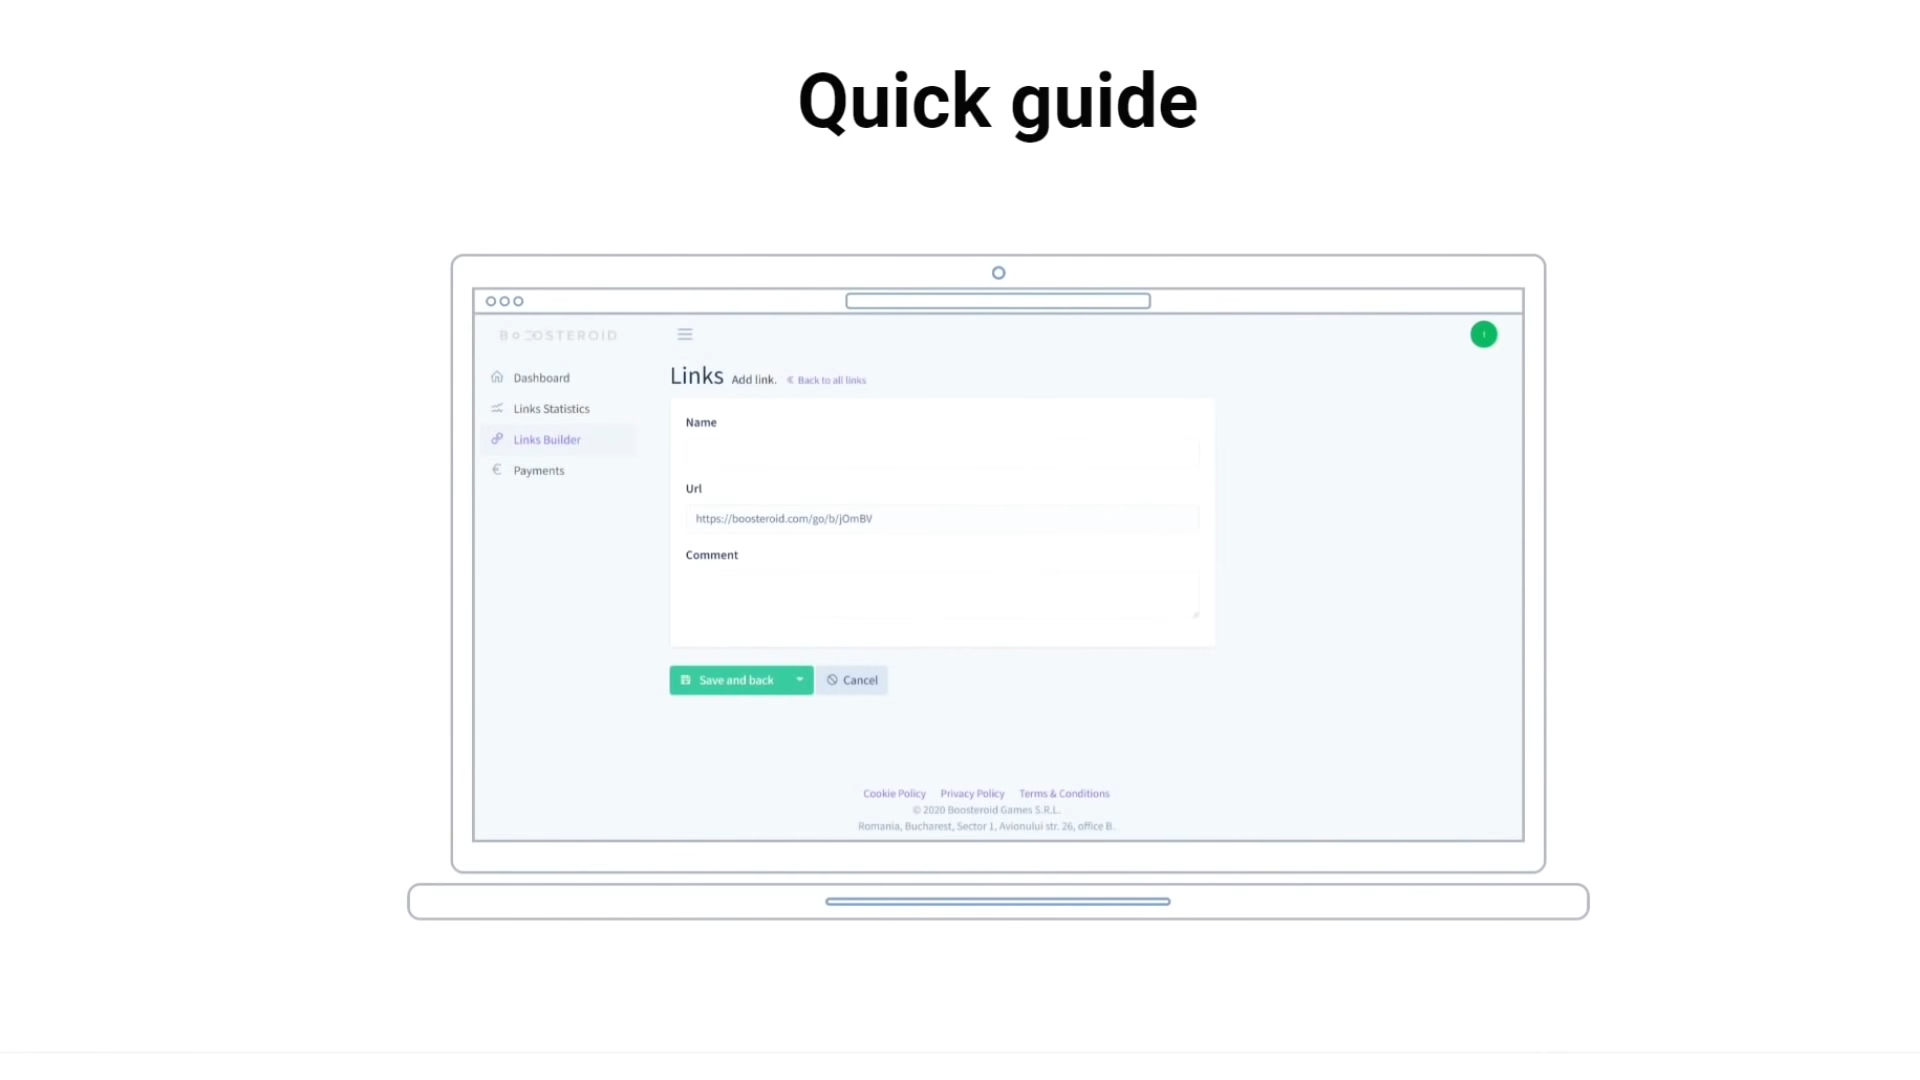 Quick guide
BOOSTEROID
Dashboard
Links Statistics
Links Builder
Payments
Links Add link. « Back to all links
Name
Url
https://boosteroid.com/go/b/jOmBV
Comment
Save and back
Cancel
Cookie Policy Privacy Policy Terms & Conditions
© 2020 Boosteroid Games S.R.L.
Romania, Bucharest, Sector 1, Avionului str. 26, office B.